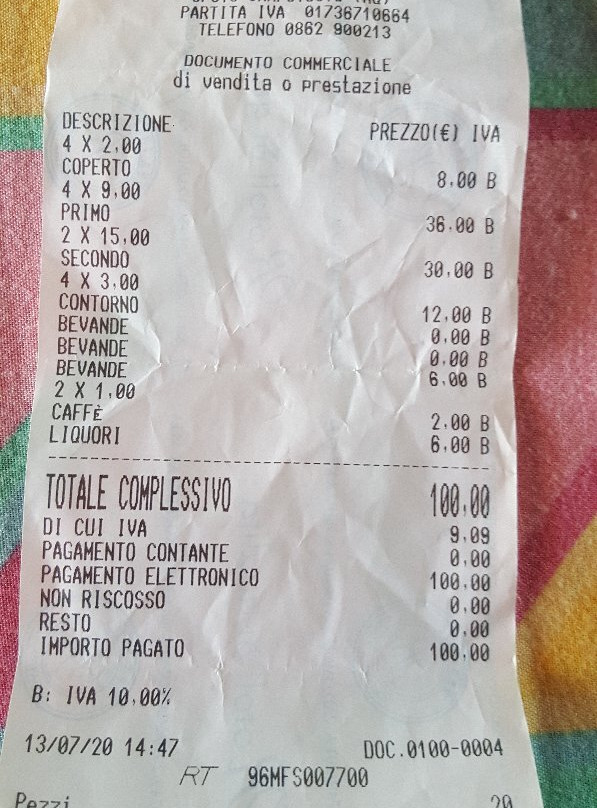 PARTITA IVA 01736710664
TELEFONO 0862 900213
DOCUMENTO COMMERCIALE
di vendita o prestazione
DESCRIZIONE PREZZO(€) IVA
4 X 2,00
COPERTO 8,00 B
4 X 9,00
PRIMO 36,00 B
2 X 15,00
SECONDO 30,00 B
4 X 3,00
CONTORNO 12,00 B
BEVANDE 0,00 B
BEVANDE 0,00 B
BEVANDE 6,00 B
2 X 1,00
CAFFÈ 2,00 B
LIQUORI 6,00 B
TOTALE COMPLESSIVO 100,00
DI CUI IVA 9,09
PAGAMENTO CONTANTE 0,00
PAGAMENTO ELETTRONICO 100,00
NON RISCOSSO 0,00
RESTO 0,00
IMPORTO PAGATO 100,00
B: IVA 10,00%
13/07/20 14:47 DOC.0100-0004
RT 96MFS007700
Pezzi 20